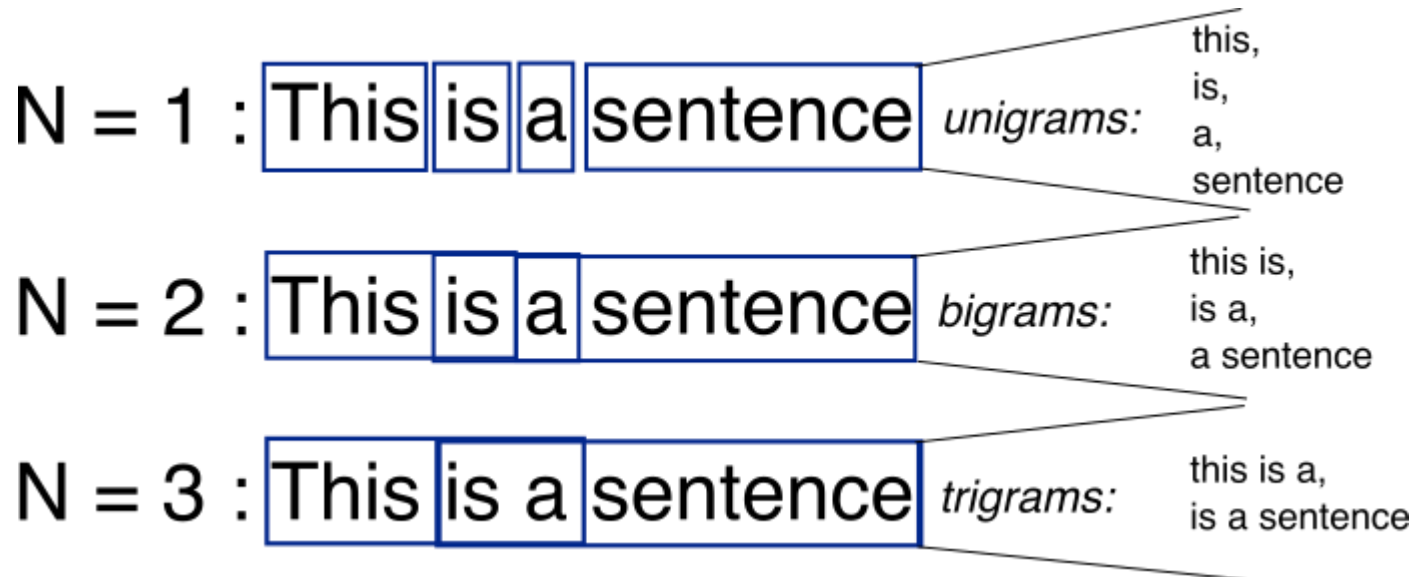 N = 1 : This is a sentence unigrams:
this,
is,
a,
sentence
N = 2 : This is a sentence bigrams:
this is,
is a,
a sentence
N = 3 : This is a sentence trigrams:
this is a,
is a sentence